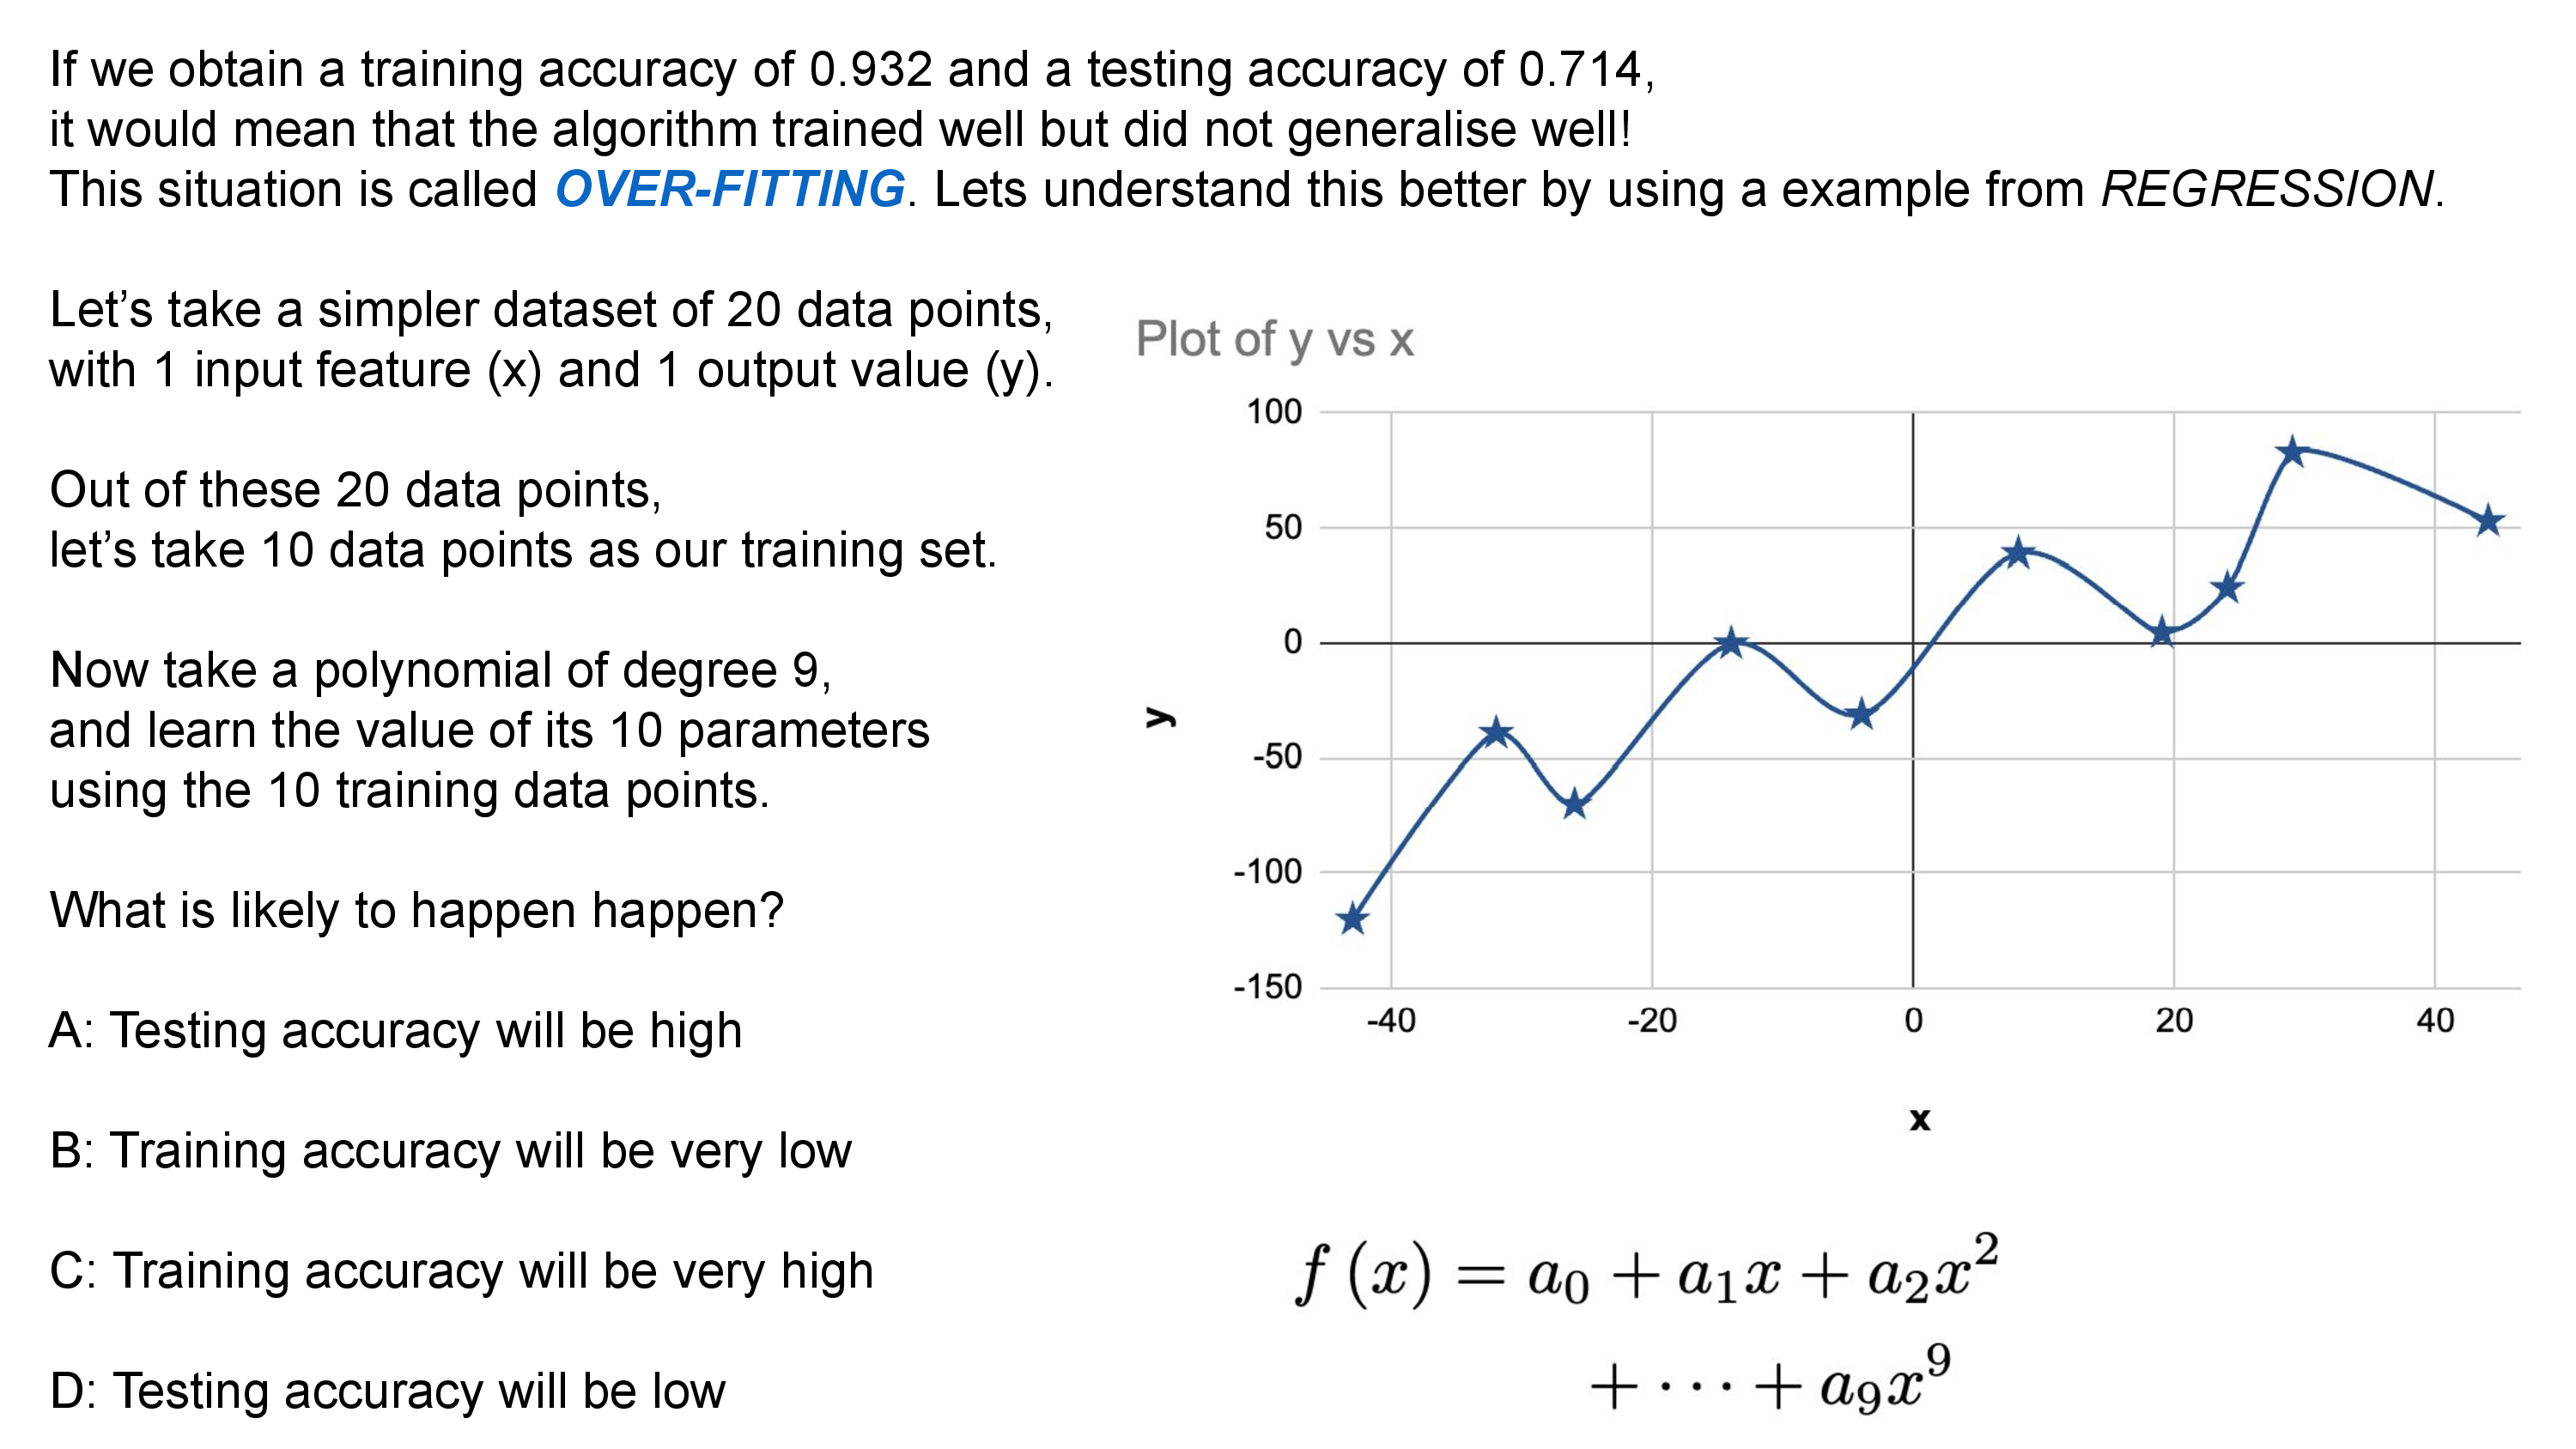 If we obtain a training accuracy of 0.932 and a testing accuracy of 0.714,
it would mean that the algorithm trained well but did not generalise well!
This situation is called OVER-FITTING. Lets understand this better by using a example from REGRESSION.
Let’s take a simpler dataset of 20 data points,
with 1 input feature (x) and 1 output value (y).
Out of these 20 data points,
let’s take 10 data points as our training set.
Now take a polynomial of degree 9,
and learn the value of its 10 parameters
using the 10 training data points.
What is likely to happen happen?
A: Testing accuracy will be high
B: Training accuracy will be very low
C: Training accuracy will be very high
D: Testing accuracy will be low
Plot of y vs x
100
50
0
-50
-100
-150
y
-40 -20 0 20 40
x
f (x) = a₀ + a₁x + a₂x²
+ ··· + a₉x⁹